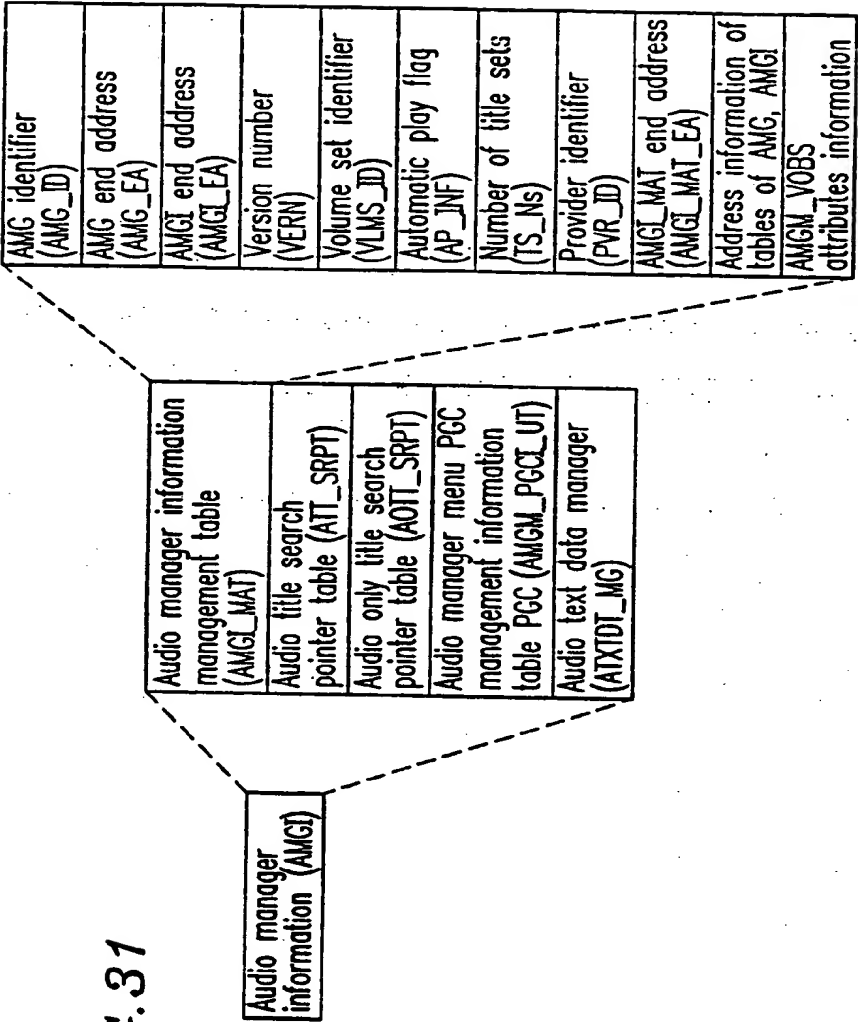 .31
Audio manager
information (AMGI)
Audio manager information
management table
(AMGI_MAT)
Audio title search
pointer table (ATT_SRPT)
Audio only title search
pointer table (AOTT_SRPT)
Audio manager menu PGC
management information
table PGC (AMGM_PGCI_UT)
Audio text data manager
(ATXTDT_MG)
AMG identifier
(AMG_ID)
AMG end address
(AMG_EA)
AMGI end address
(AMGI_EA)
Version number
(VERN)
Volume set identifier
(VLMS_ID)
Automatic play flag
(AP_INF)
Number of title sets
(TS_Ns)
Provider identifier
(PVR_ID)
AMGI_MAT end address
(AMGI_MAT_EA)
Address information of
tables of AMG, AMGI
AMGM_VOBS
attributes information